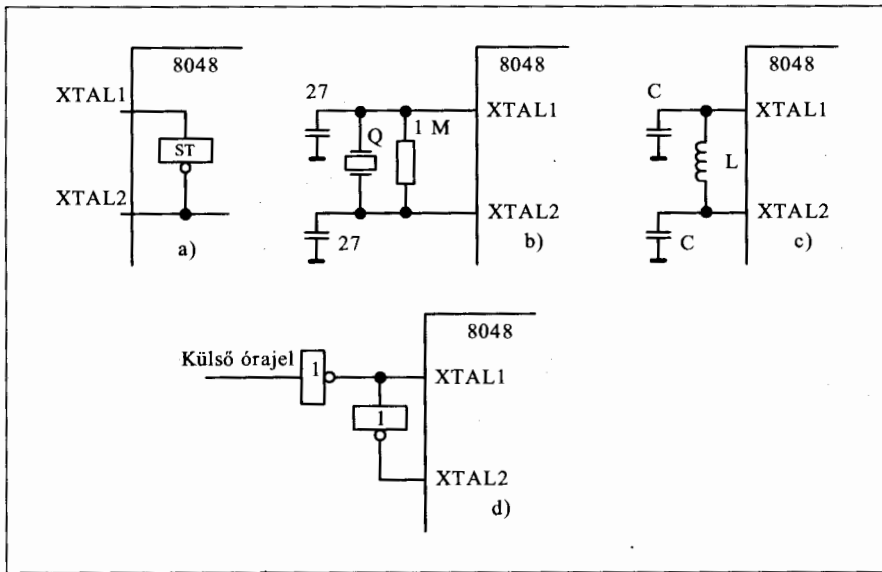 8048
XTAL1
ST
XTAL2
a)
8048
27
XTAL1
Q
1 M
XTAL2
27
b)
8048
C
XTAL1
L
XTAL2
C
c)
8048
Külső órajel
1
XTAL1
1
XTAL2
d)